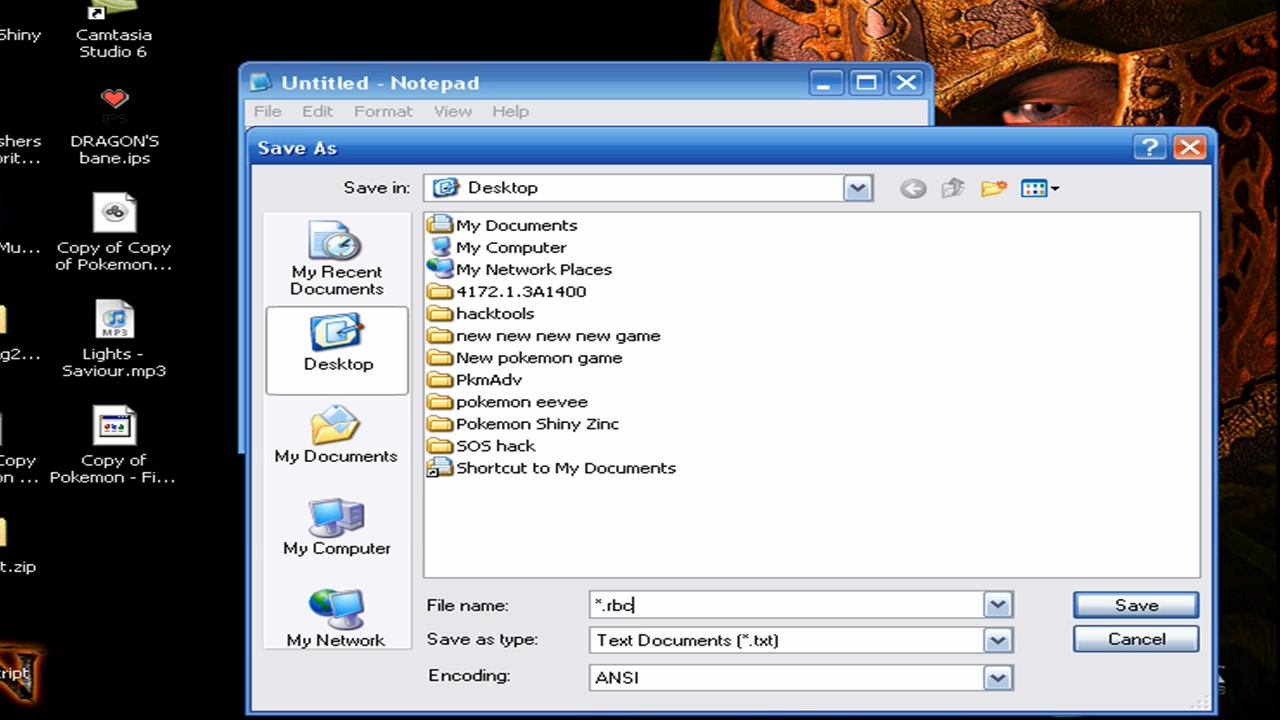 Shiny
Camtasia
Studio 6
IPS
DRAGON'S
bane.ips
shers
orit...
Mu...
Copy of Copy
of Pokemon...
MP3
g2...
Lights -
Saviour.mp3
Copy
on ...
Copy of
Pokemon - Fi...
t.zip
ript
Untitled - Notepad
File Edit Format View Help
Save As
Save in: Desktop
My Recent
Documents
Desktop
My Documents
My Computer
My Network
My Documents
My Computer
My Network Places
4172.1.3A1400
hacktools
new new new new game
New pokemon game
PkmAdv
pokemon eevee
Pokemon Shiny Zinc
SOS hack
Shortcut to My Documents
File name: *.rbc
Save
Save as type: Text Documents (*.txt)
Cancel
Encoding: ANSI